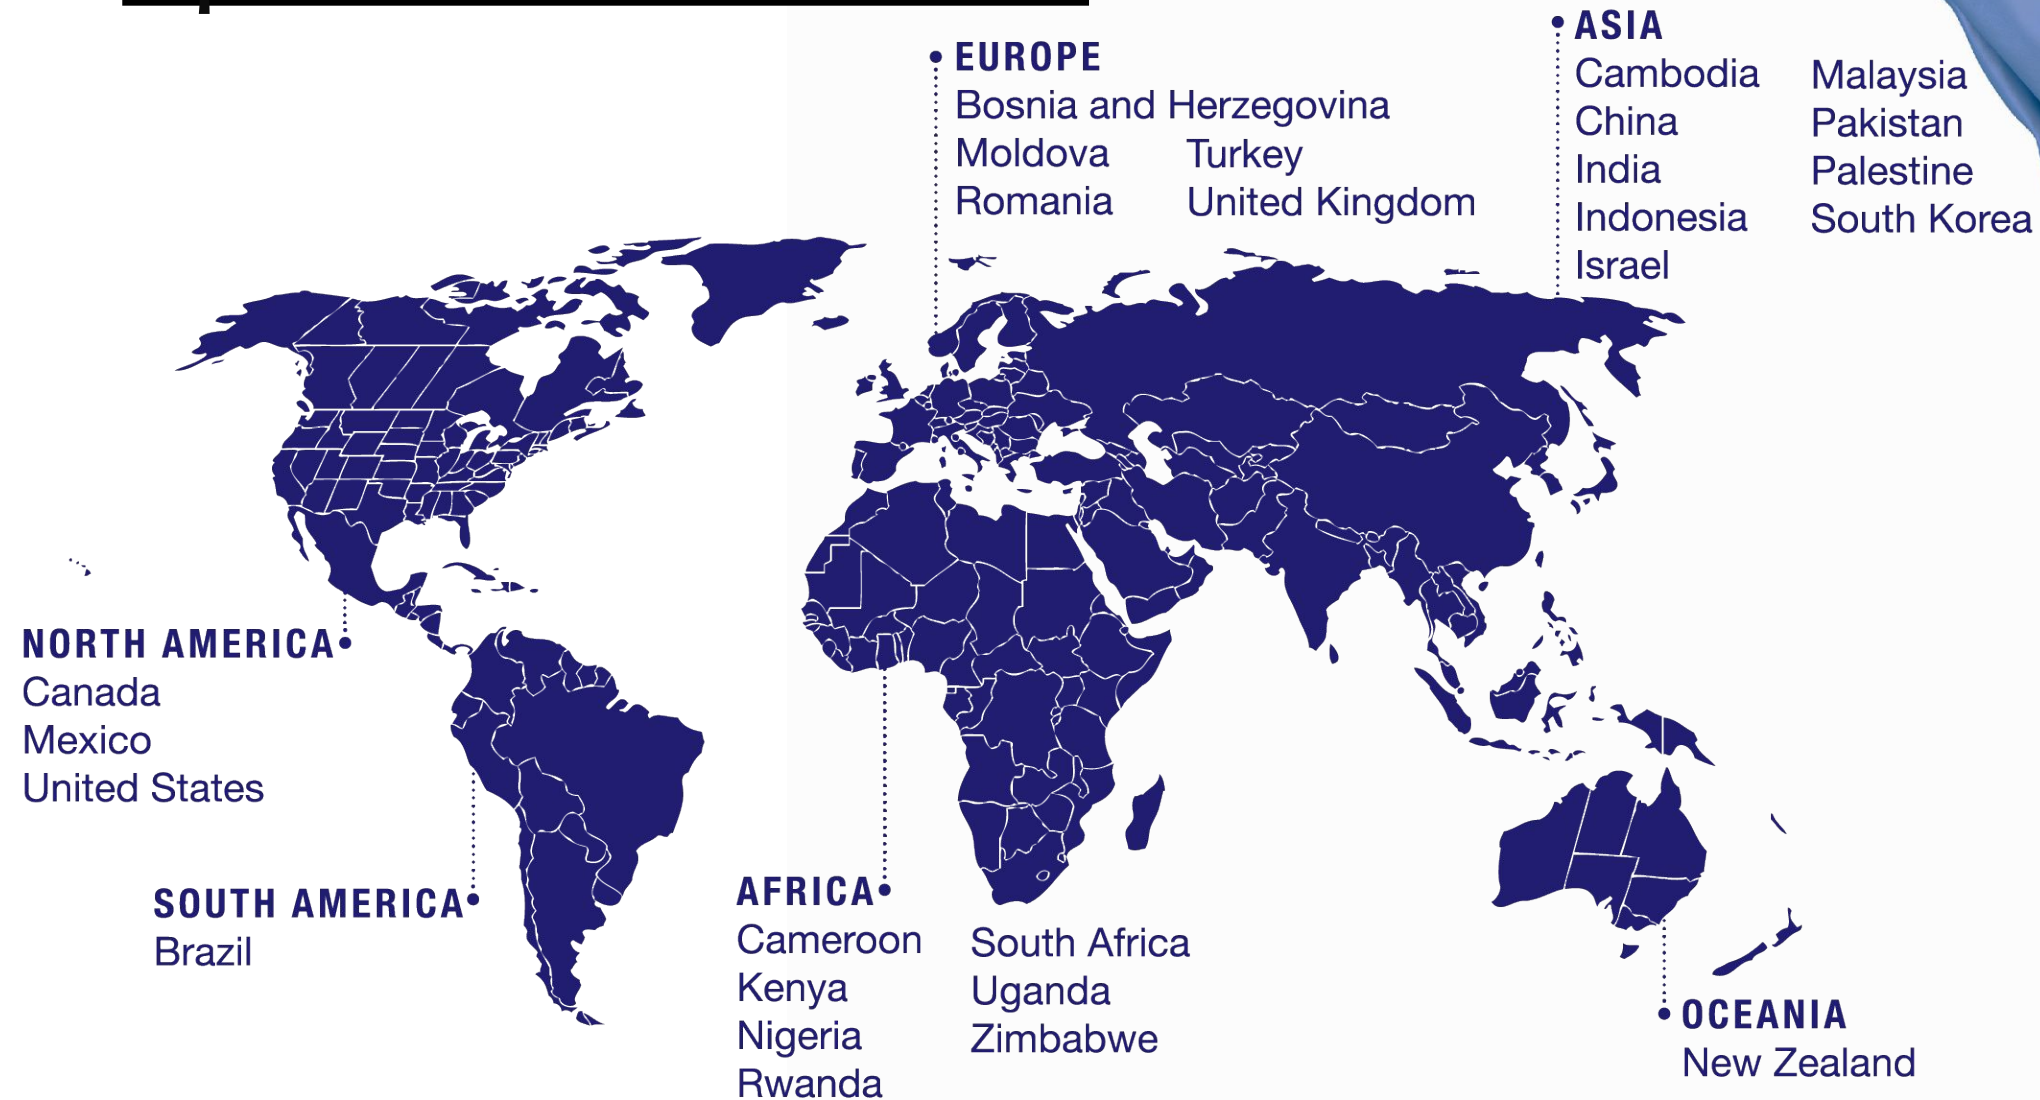 EUROPE
Bosnia and Herzegovina
Moldova
Romania
Turkey
United Kingdom
ASIA
Cambodia
China
India
Indonesia
Israel
Malaysia
Pakistan
Palestine
South Korea
NORTH AMERICA
Canada
Mexico
United States
SOUTH AMERICA
Brazil
AFRICA
Cameroon
Kenya
Nigeria
Rwanda
South Africa
Uganda
Zimbabwe
OCEANIA
New Zealand